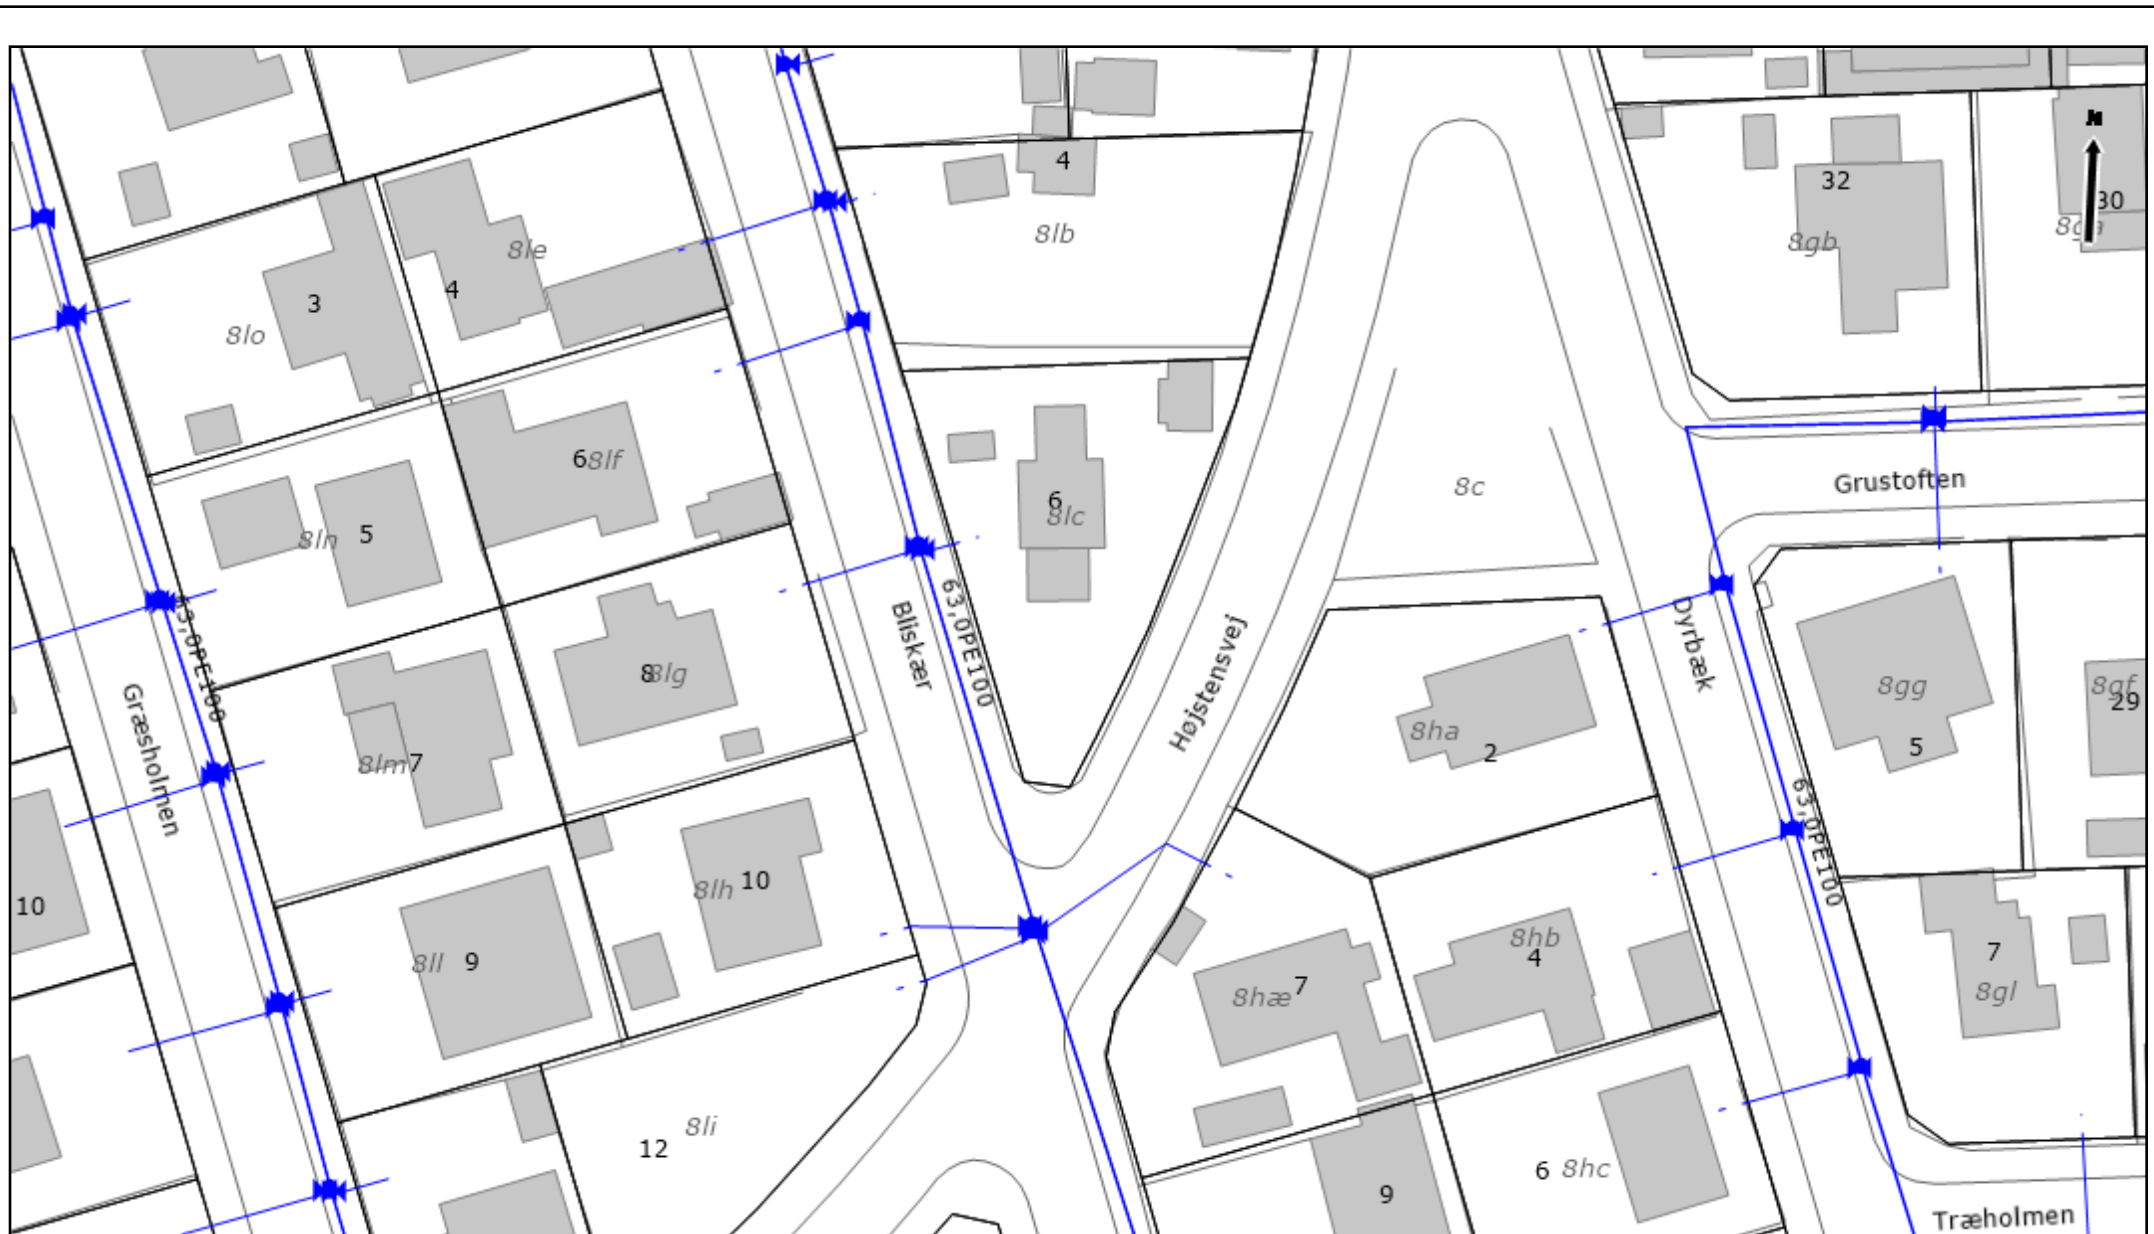 N
4
32
30
8ga
8lb
8gb
8le
4
3
8lo
6 8lf
5
8ln
6
8lc
8c
Grustoften
63,0PE100
63,0PE100
Bliskær
Højstensvej
Dyrbæk
8 8lg
8gg
8gf
29
5
8ha
2
Græsholmen
8lm 7
63,0PE100
10
8lh 10
8ll 9
8hb
4
8hæ 7
7
8gl
12 8li
9
6 8hc
Træholmen